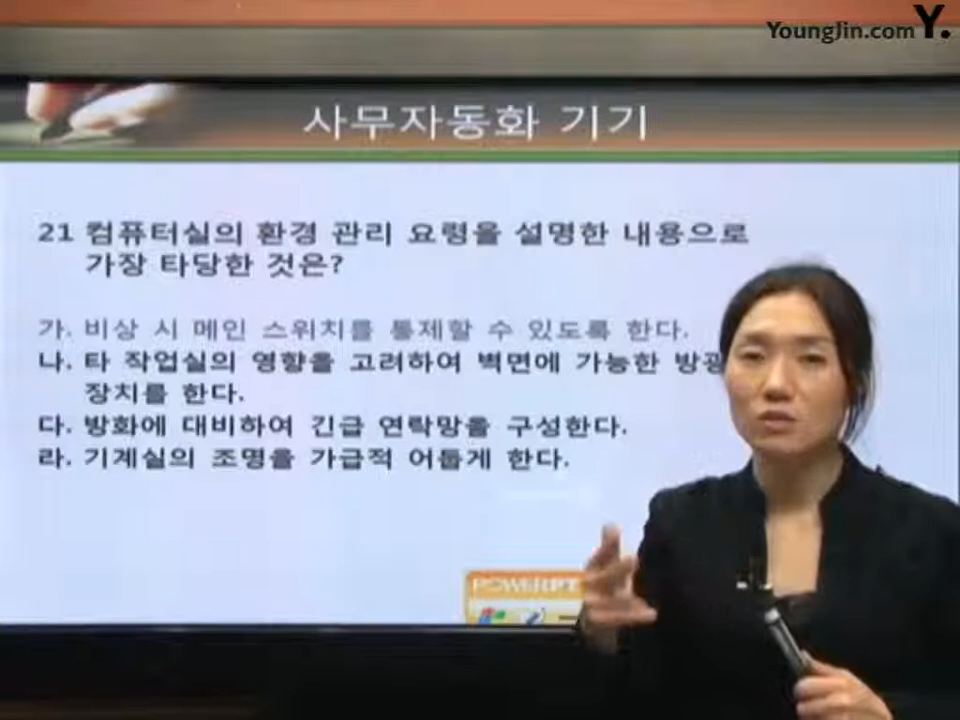 YoungJin.com Y.
사무자동화 기기
21 컴퓨터실의 환경 관리 요령을 설명한 내용으로
가장 타당한 것은?
가. 비상 시 메인 스위치를 통제할 수 있도록 한다.
나. 타 작업실의 영향을 고려하여 벽면에 가능한 방광
장치를 한다.
다. 방화에 대비하여 긴급 연락망을 구성한다.
라. 기계실의 조명을 가급적 어둡게 한다.
POWERPT